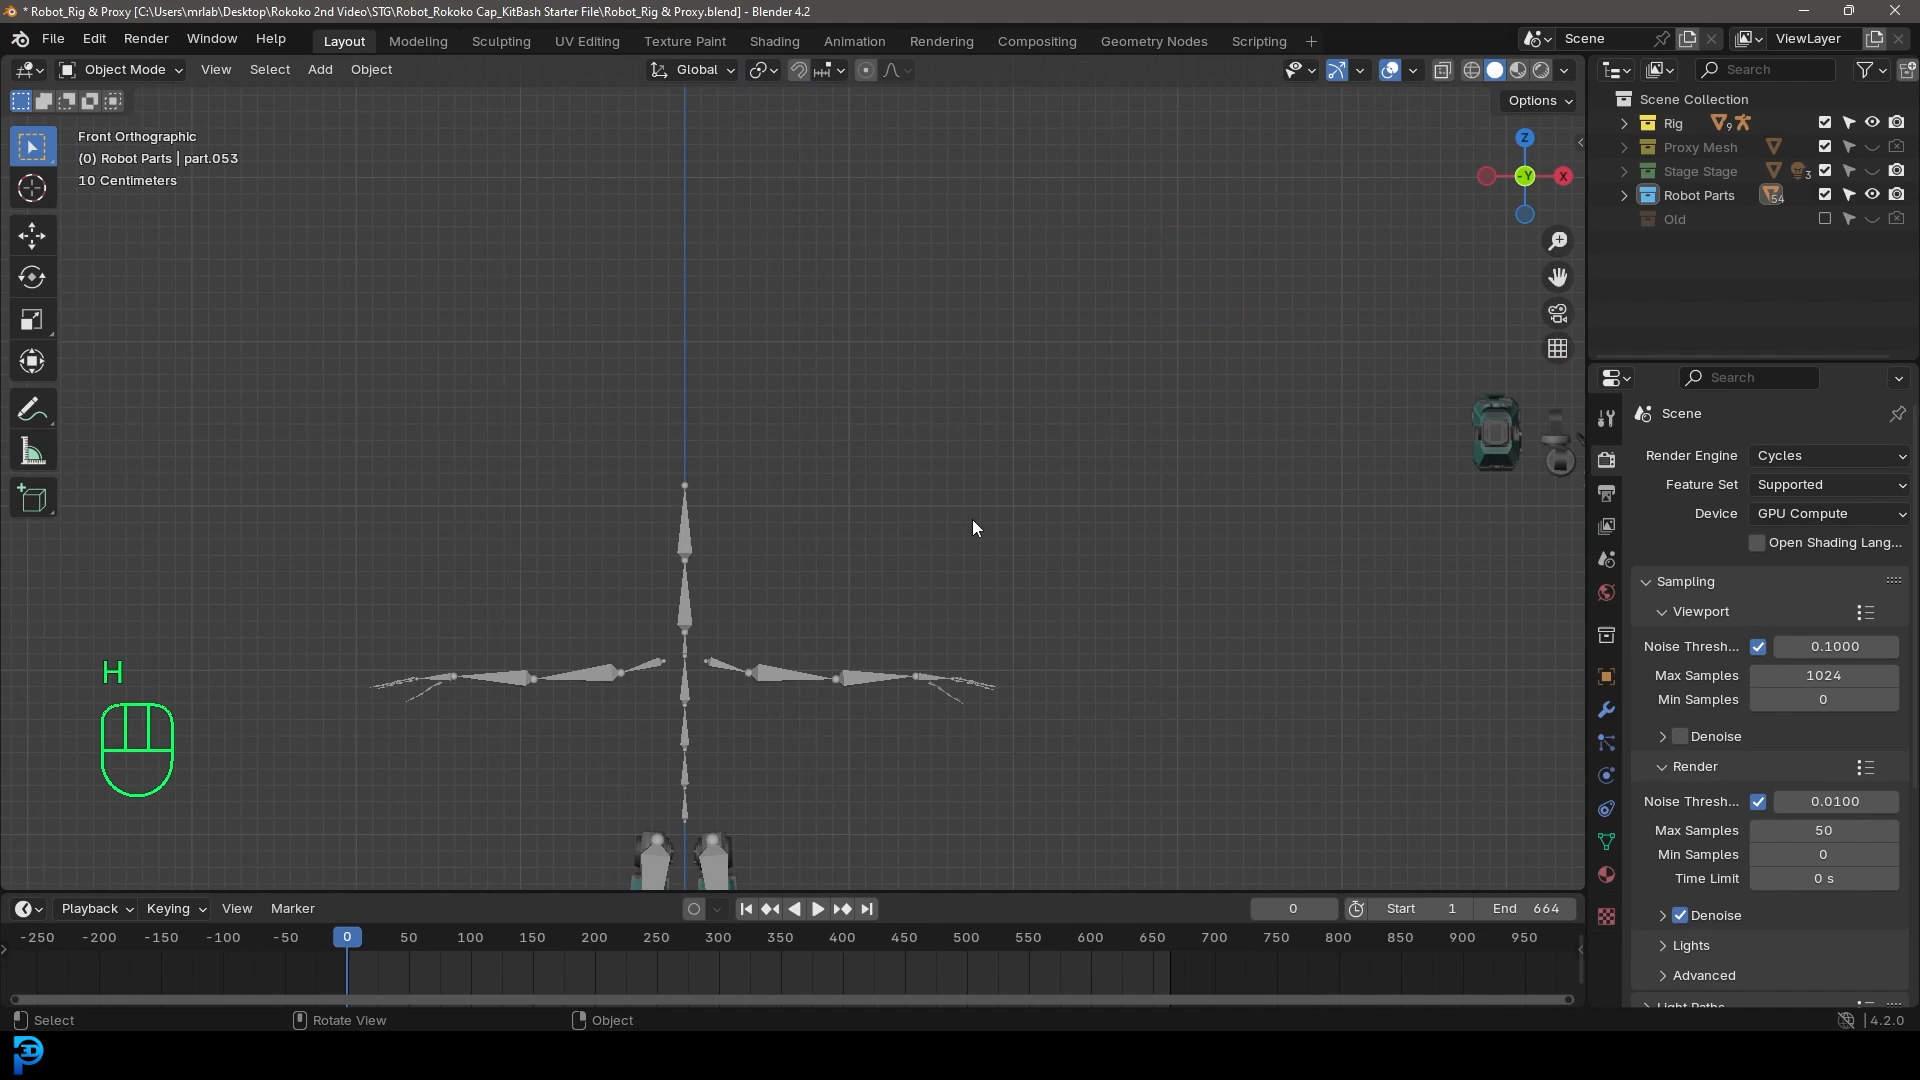 * Robot_Rig & Proxy [C:\Users\mrlab\Desktop\Rokoko 2nd Video\STG\Robot_Rokoko Cap_KitBash Starter File\Robot_Rig & Proxy.blend] - Blender 4.2
File Edit Render Window Help Layout Modeling Sculpting UV Editing Texture Paint Shading Animation Rendering Compositing Geometry Nodes Scripting + Scene ViewLayer
Object Mode View Select Add Object Global Search
Options
Front Orthographic
(0) Robot Parts | part.053
10 Centimeters
Z
-Y
X
H
Scene Collection
Rig 9
Proxy Mesh
Stage Stage 3
Robot Parts 54
Old
Search
Scene
Render Engine Cycles
Feature Set Supported
Device GPU Compute
Open Shading Lang...
Sampling
Viewport
Noise Thresh... 0.1000
Max Samples 1024
Min Samples 0
Denoise
Render
Noise Thresh... 0.0100
Max Samples 50
Min Samples 0
Time Limit 0 s
Denoise
Lights
Advanced
Light Paths
Playback Keying View Marker 0 Start 1 End 664
-250 -200 -150 -100 -50 0 50 100 150 200 250 300 350 400 450 500 550 600 650 700 750 800 850 900 950
Select Rotate View Object 4.2.0